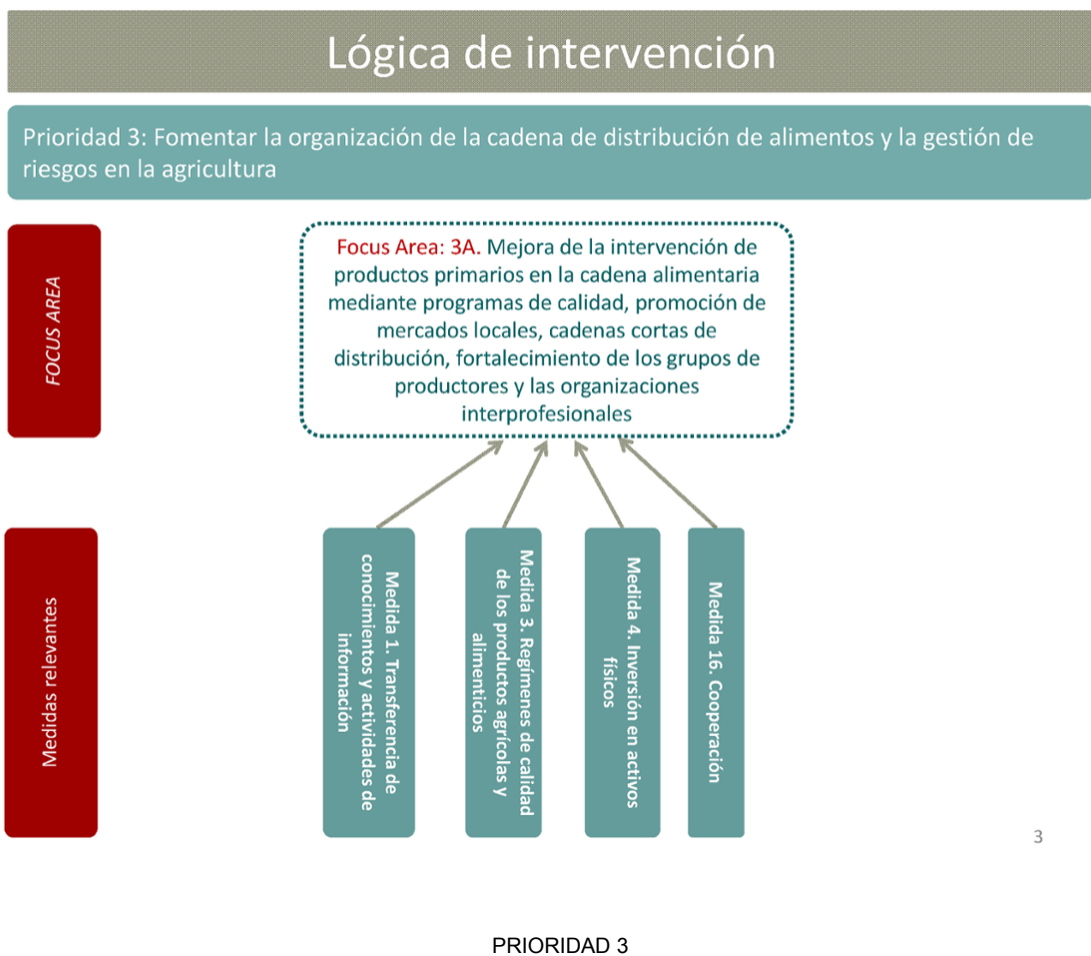 Lógica de intervención
Prioridad 3: Fomentar la organización de la cadena de distribución de alimentos y la gestión de
riesgos en la agricultura
FOCUS AREA
Focus Area: 3A. Mejora de la intervención de
productos primarios en la cadena alimentaria
mediante programas de calidad, promoción de
mercados locales, cadenas cortas de
distribución, fortalecimiento de los grupos de
productores y las organizaciones
interprofesionales
Medidas relevantes
Medida 1. Transferencia de
conocimientos y actividades de
información
Medida 3. Regímenes de calidad
de los productos agrícolas y
alimenticios
Medida 4. Inversión en activos
físicos
Medida 16. Cooperación
3
PRIORIDAD 3